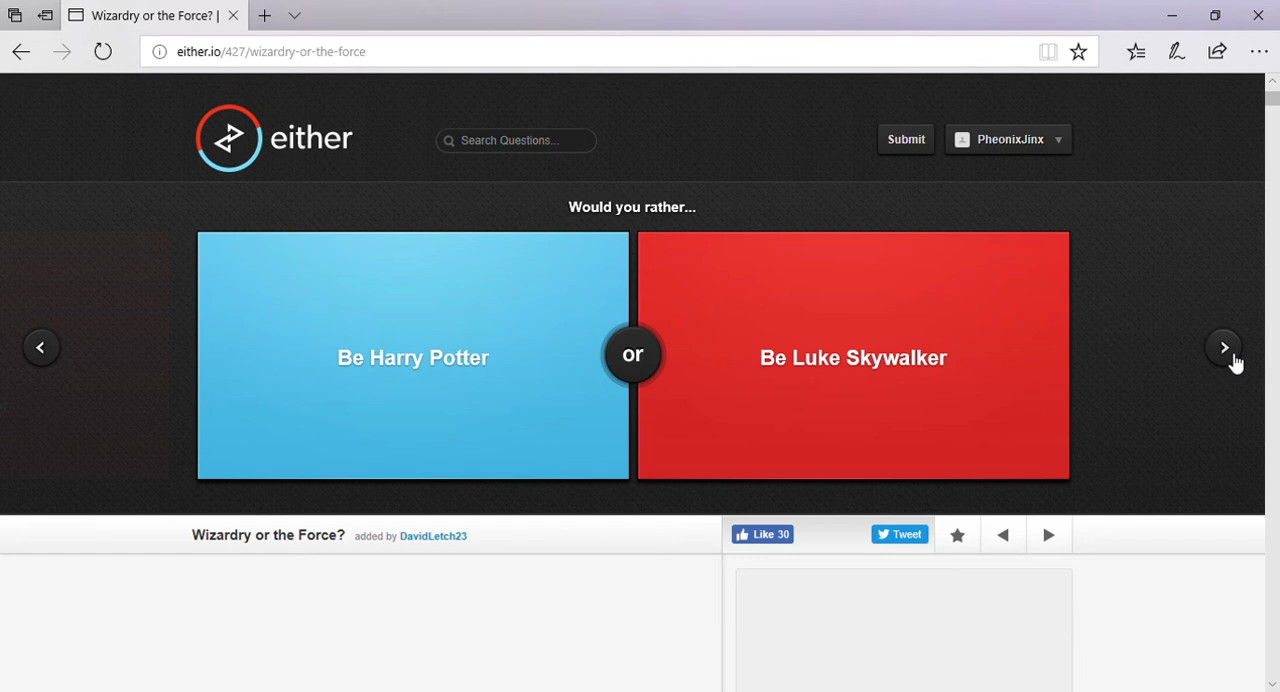 Wizardry or the Force? |
either.io/427/wizardry-or-the-force
either
Search Questions...
Submit
PheonixJinx
Would you rather...
Be Harry Potter
or
Be Luke Skywalker
Wizardry or the Force? added by DavidLetch23
Like 30
Tweet